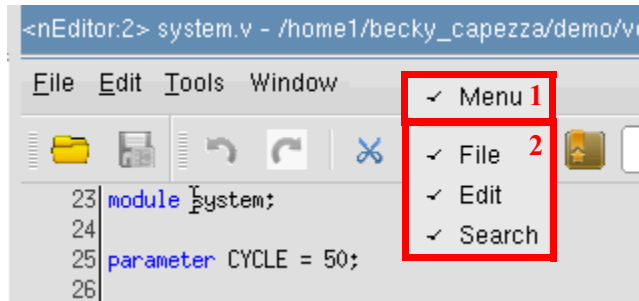 <nEditor:2> system.v - /home1/becky_capezza/demo/v
File Edit Tools Window
✓ Menu 1
✓ File 2
✓ Edit
✓ Search
23 module system;
24
25 parameter CYCLE = 50;
26